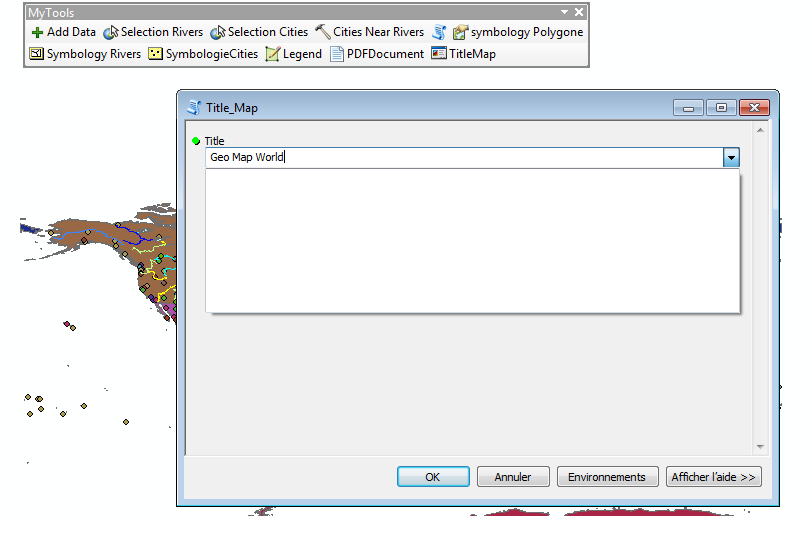 MyTools
Add Data Selection Rivers Selection Cities Cities Near Rivers symbology Polygone
Symbology Rivers SymbologieCities Legend PDFDocument TitleMap
Title_Map
Title
Geo Map World
OK Annuler Environnements Afficher l'aide >>